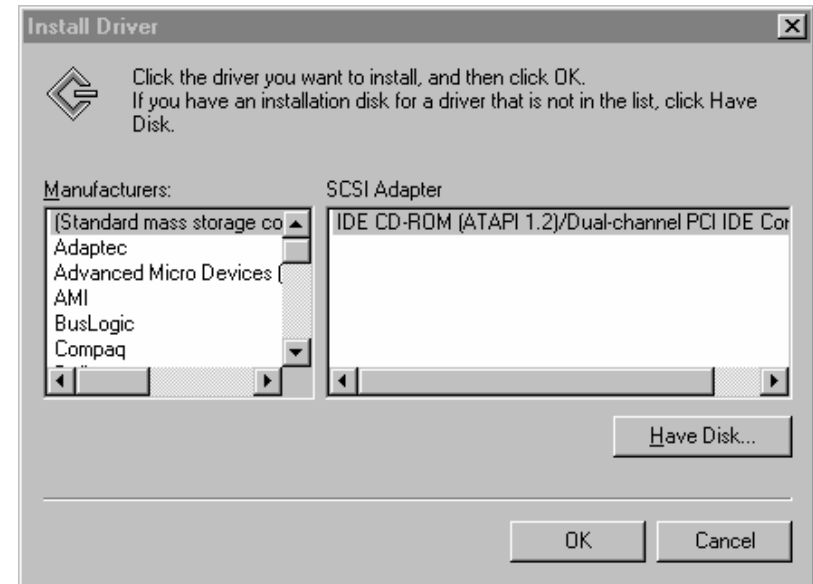 Install Driver
Click the driver you want to install, and then click OK.
If you have an installation disk for a driver that is not in the list, click Have
Disk.
Manufacturers:
(Standard mass storage co
Adaptec
Advanced Micro Devices (
AMI
BusLogic
Compaq
SCSI Adapter
IDE CD-ROM (ATAPI 1.2)/Dual-channel PCI IDE Con
Have Disk...
OK
Cancel